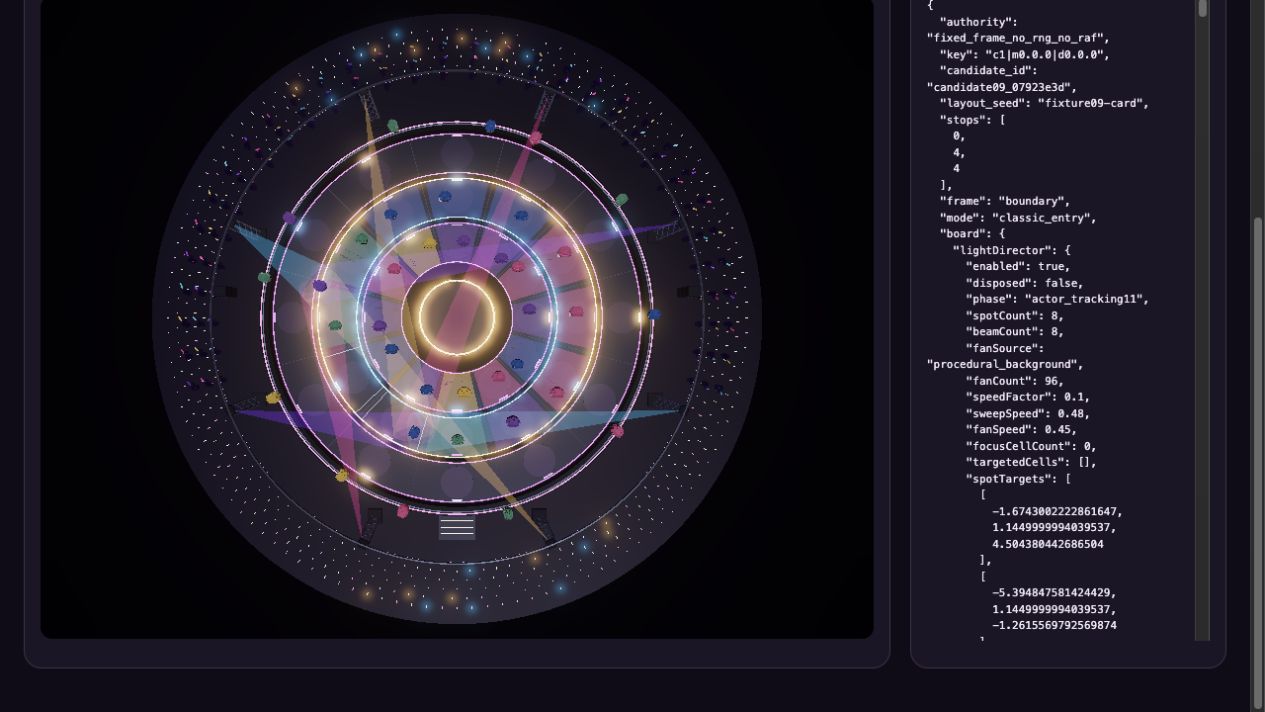 {
"authority":
"fixed_frame_no_rng_no_raf",
"key": "c1|m0.0.0|d0.0.0",
"candidate_id":
"candidate09_07923e3d",
"layout_seed": "fixture09-card",
"stops": [
0,
4,
4
],
"frame": "boundary",
"mode": "classic_entry",
"board": {
"lightDirector": {
"enabled": true,
"disposed": false,
"phase": "actor_tracking11",
"spotCount": 8,
"beamCount": 8,
"fanSource":
"procedural_background",
"fanCount": 96,
"speedFactor": 0.1,
"sweepSpeed": 0.48,
"fanSpeed": 0.45,
"focusCellCount": 0,
"targetedCells": [],
"spotTargets": [
[
-1.6743002222861647,
1.1449999994039537,
4.504380442686504
],
[
-5.394847581424429,
1.1449999994039537,
-1.2615569792569874
]